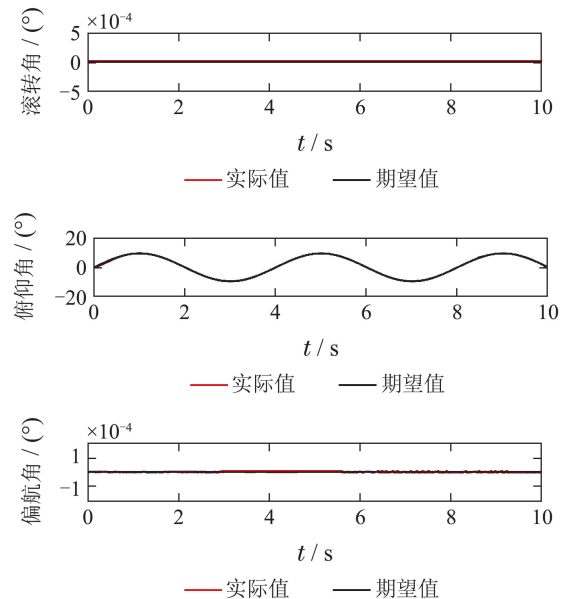 ×10⁻⁴
滚转角 / (°)
5
0
−5
0 2 4 6 8 10
t / s
实际值 期望值
俯仰角 / (°)
20
0
−20
0 2 4 6 8 10
t / s
实际值 期望值
×10⁻⁴
偏航角 / (°)
1
−1
0 2 4 6 8 10
t / s
实际值 期望值